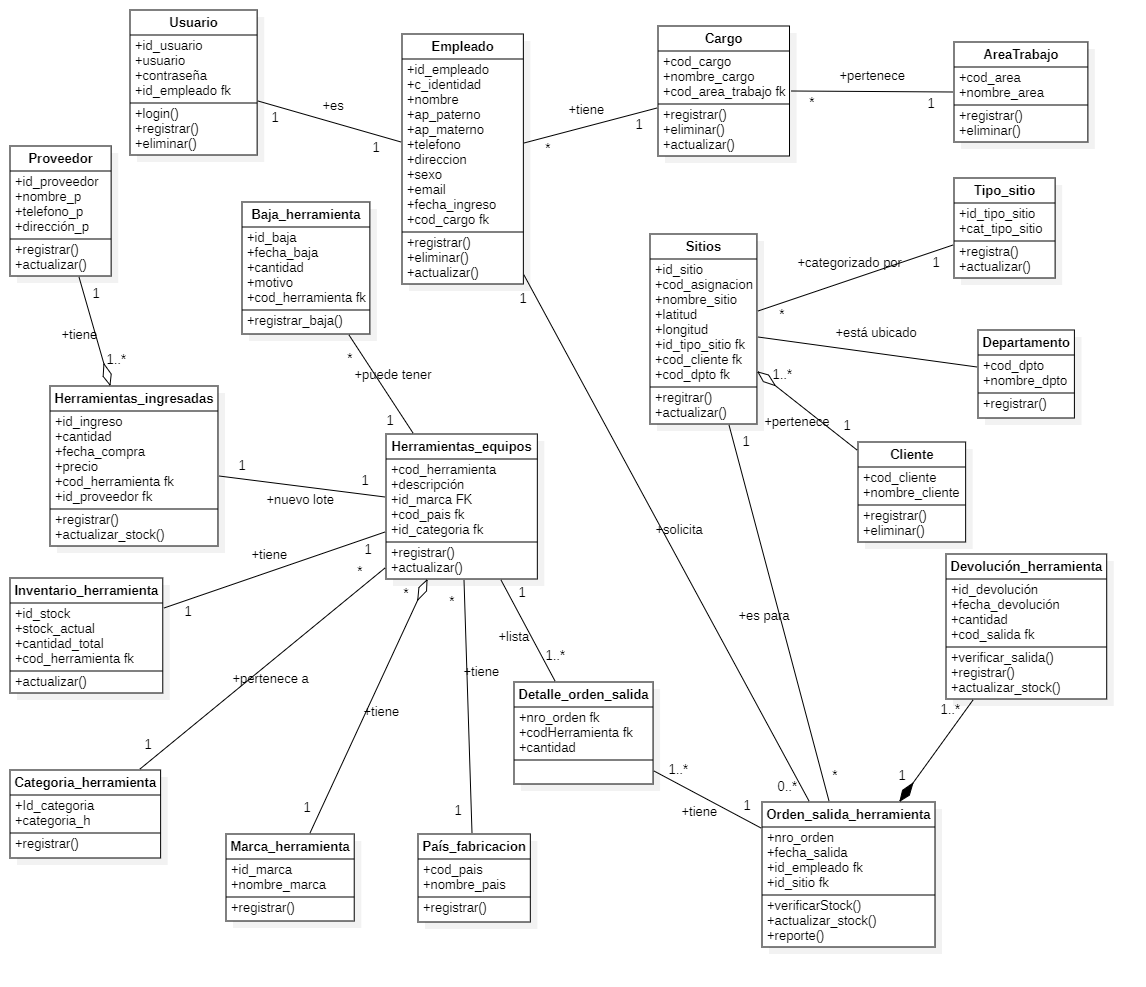 Usuario
+id_usuario
+usuario
+contraseña
+id_empleado fk
+login()
+registrar()
+eliminar()
+es
1
1
Empleado
+id_empleado
+c_identidad
+nombre
+ap_paterno
+ap_materno
+telefono
+direccion
+sexo
+email
+fecha_ingreso
+cod_cargo fk
+registrar()
+eliminar()
+actualizar()
+tiene
*
1
Cargo
+cod_cargo
+nombre_cargo
+cod_area_trabajo fk
+registrar()
+eliminar()
+actualizar()
+pertenece
*
1
AreaTrabajo
+cod_area
+nombre_area
+registrar()
+eliminar()
Proveedor
+id_proveedor
+nombre_p
+telefono_p
+dirección_p
+registrar()
+actualizar()
1
+tiene
1..*
Baja_herramienta
+id_baja
+fecha_baja
+cantidad
+motivo
+cod_herramienta fk
+registrar_baja()
*
+puede tener
1
Sitios
+id_sitio
+cod_asignacion
+nombre_sitio
+latitud
+longitud
+id_tipo_sitio fk
+cod_cliente fk
+cod_dpto fk
+regitrar()
+actualizar()
Tipo_sitio
+id_tipo_sitio
+cat_tipo_sitio
+registra()
+actualizar()
+categorizado por
1
*
+está ubicado
Departamento
+cod_dpto
+nombre_dpto
+registrar()
1..*
+pertenece
1
Cliente
+cod_cliente
+nombre_cliente
+registrar()
+eliminar()
Herramientas_ingresadas
+id_ingreso
+cantidad
+fecha_compra
+precio
+cod_herramienta fk
+id_proveedor fk
+registrar()
+actualizar_stock()
1
+nuevo lote
1
Herramientas_equipos
+cod_herramienta
+descripción
+id_marca FK
+cod_pais fk
+id_categoria fk
+registrar()
+actualizar()
1
+solicita
0..*
1
+es para
*
+tiene
1
1
Inventario_herramienta
+id_stock
+stock_actual
+cantidad_total
+cod_herramienta fk
+actualizar()
*
+pertenece a
1
Categoria_herramienta
+Id_categoria
+categoria_h
+registrar()
*
+tiene
1
Marca_herramienta
+id_marca
+nombre_marca
+registrar()
*
+tiene
1
País_fabricacion
+cod_pais
+nombre_pais
+registrar()
1
+lista
1..*
Detalle_orden_salida
+nro_orden fk
+codHerramienta fk
+cantidad
1..*
+tiene
1
Devolución_herramienta
+id_devolución
+fecha_devolución
+cantidad
+cod_salida fk
+verificar_salida()
+registrar()
+actualizar_stock()
1..*
1
Orden_salida_herramienta
+nro_orden
+fecha_salida
+id_empleado fk
+id_sitio fk
+verificarStock()
+actualizar_stock()
+reporte()